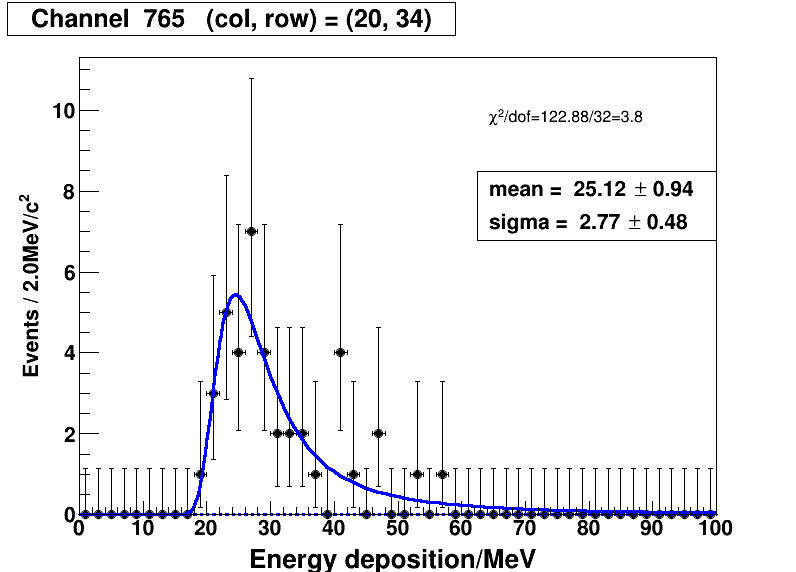 Channel 765 (col, row) = (20, 34)
χ²/dof=122.88/32=3.8
mean = 25.12 ± 0.94
sigma = 2.77 ± 0.48
Events / 2.0MeV/c²
10
8
6
4
2
0
0 10 20 30 40 50 60 70 80 90 100
Energy deposition/MeV